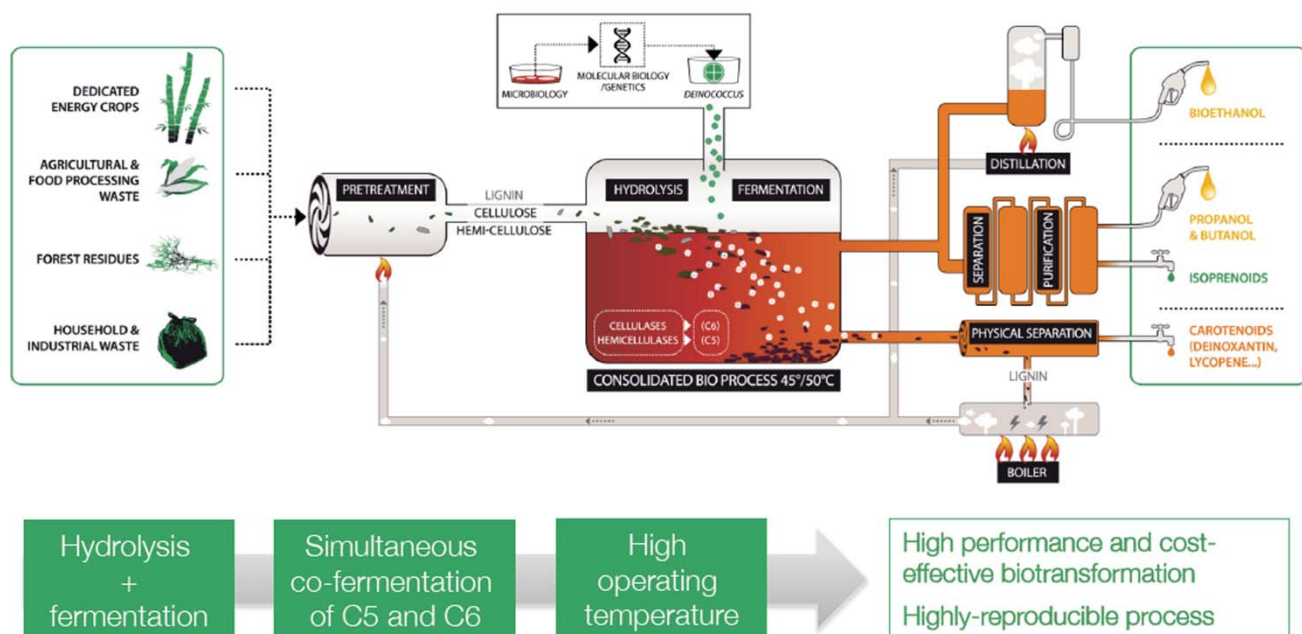 DEDICATED
ENERGY CROPS
AGRICULTURAL &
FOOD PROCESSING
WASTE
FOREST RESIDUES
HOUSEHOLD &
INDUSTRIAL WASTE
PRETREATMENT
LIGNIN
CELLULOSE
HEMI-CELLULOSE
MICROBIOLOGY
MOLECULAR BIOLOGY
/GENETICS
DEINOCOCCUS
HYDROLYSIS
FERMENTATION
CELLULASES
HEMICELLULASES
(C6)
(C5)
CONSOLIDATED BIO PROCESS 45°/50°C
DISTILLATION
SEPARATION
PURIFICATION
PHYSICAL SEPARATION
LIGNIN
BOILER
BIOETHANOL
PROPANOL
& BUTANOL
ISOPRENOIDS
CAROTENOIDS
(DEINOXANTIN,
LYCOPENE...)
Hydrolysis
+
fermentation
Simultaneous
co-fermentation
of C5 and C6
High
operating
temperature
High performance and cost-
effective biotransformation
Highly-reproducible process